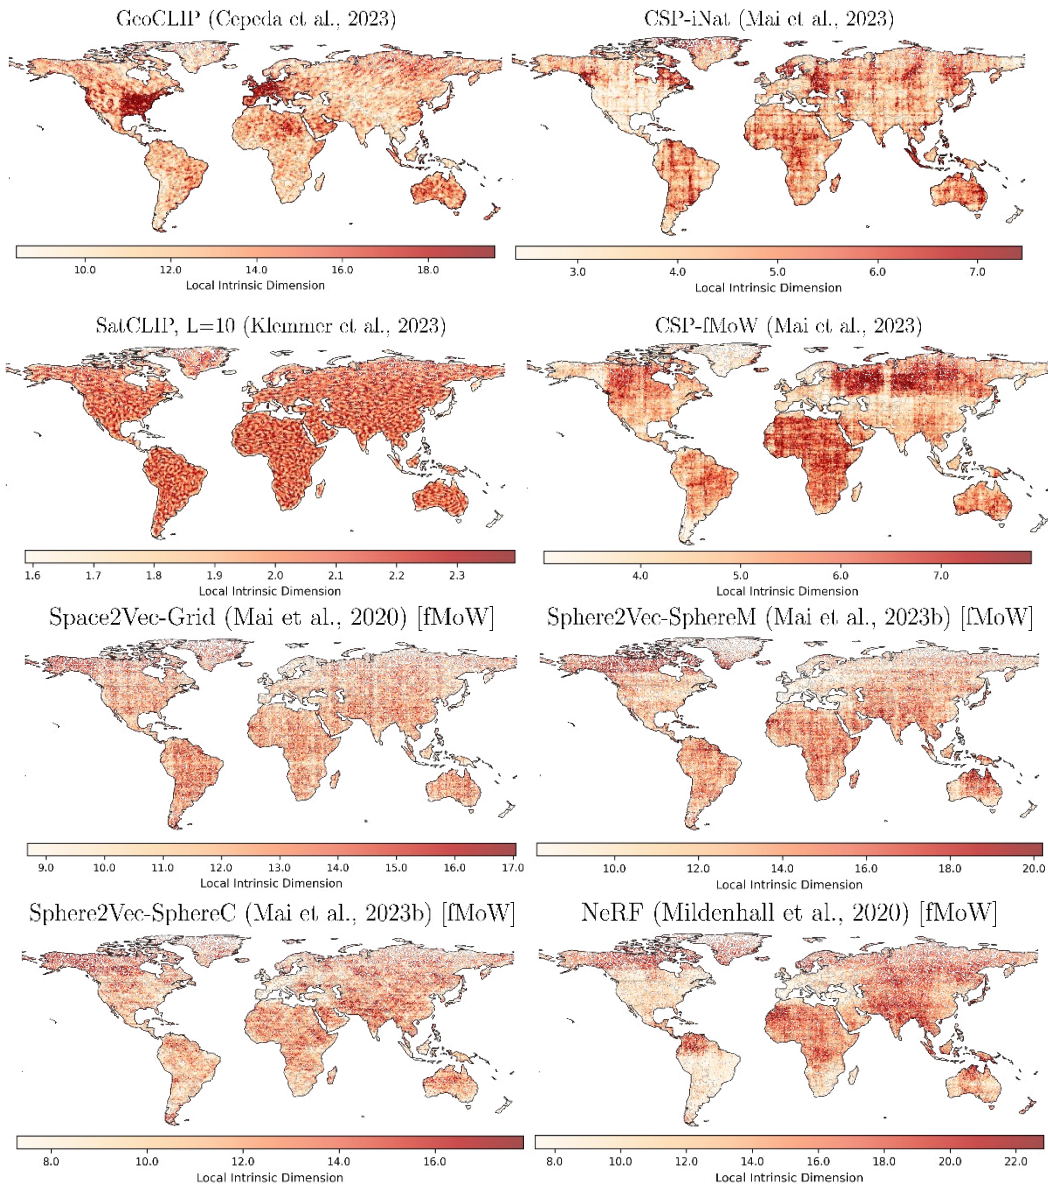 GeoCLIP (Cepeda et al., 2023)
CSP-iNat (Mai et al., 2023)
10.0 12.0 14.0 16.0 18.0
Local Intrinsic Dimension
3.0 4.0 5.0 6.0 7.0
Local Intrinsic Dimension
SatCLIP, L=10 (Klemmer et al., 2023)
CSP-fMoW (Mai et al., 2023)
1.6 1.7 1.8 1.9 2.0 2.1 2.2 2.3
Local Intrinsic Dimension
4.0 5.0 6.0 7.0
Local Intrinsic Dimension
Space2Vec-Grid (Mai et al., 2020) [fMoW]
Sphere2Vec-SphereM (Mai et al., 2023b) [fMoW]
9.0 10.0 11.0 12.0 13.0 14.0 15.0 16.0 17.0
Local Intrinsic Dimension
10.0 12.0 14.0 16.0 18.0 20.0
Local Intrinsic Dimension
Sphere2Vec-SphereC (Mai et al., 2023b) [fMoW]
NeRF (Mildenhall et al., 2020) [fMoW]
8.0 10.0 12.0 14.0 16.0
Local Intrinsic Dimension
8.0 10.0 12.0 14.0 16.0 18.0 20.0 22.0
Local Intrinsic Dimension